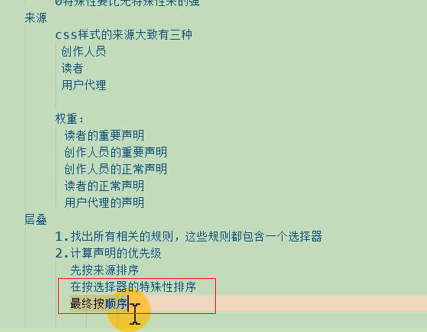 0特殊性要比无特殊性来的强
来源
css样式的来源大致有三种
创作人员
读者
用户代理
权重:
读者的重要声明
创作人员的重要声明
创作人员的正常声明
读者的正常声明
用户代理的声明
层叠
1.找出所有相关的规则，这些规则都包含一个选择器
2.计算声明的优先级
先按来源排序
在按选择器的特殊性排序
最终按顺序